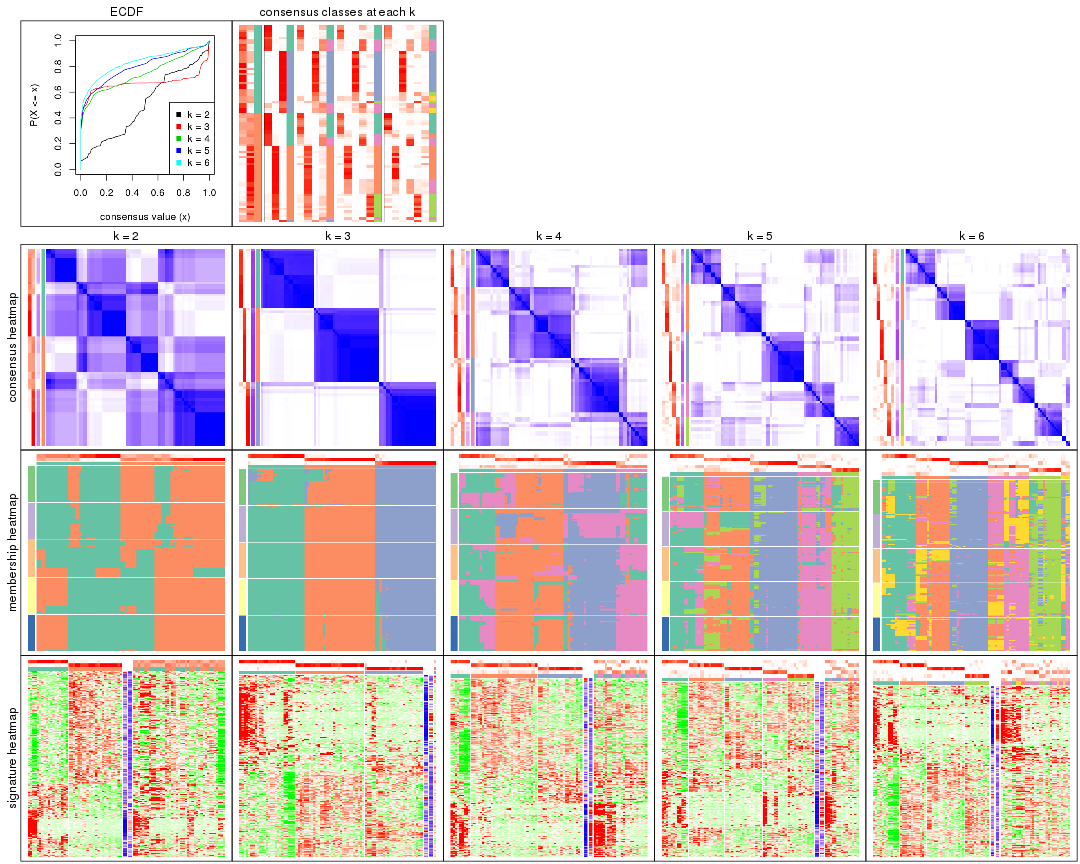 ECDF
consensus classes at each k
P(X <= x)
0.0 0.2 0.4 0.6 0.8 1.0
k = 2
k = 3
k = 4
k = 5
k = 6
0.0 0.2 0.4 0.6 0.8 1.0
consensus value (x)
k = 2
k = 3
k = 4
k = 5
k = 6
consensus heatmap
membership heatmap
signature heatmap